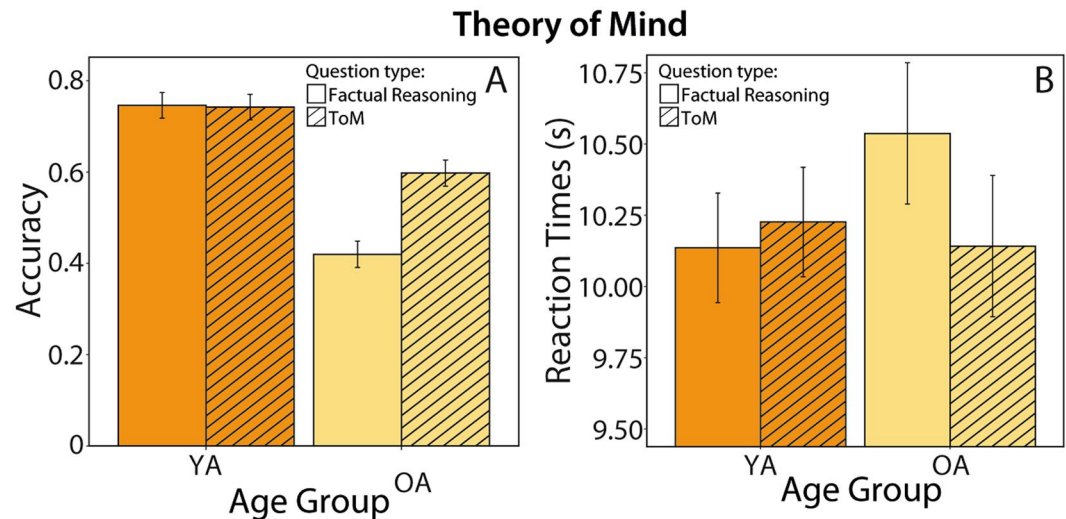 Theory of Mind
A
Question type:
Factual Reasoning
ToM
Accuracy
0.8
0.6
0.4
0.2
0
YA
OA
Age Group
B
Question type:
Factual Reasoning
ToM
Reaction Times (s)
10.75
10.50
10.25
10.00
9.75
9.50
YA
OA
Age Group